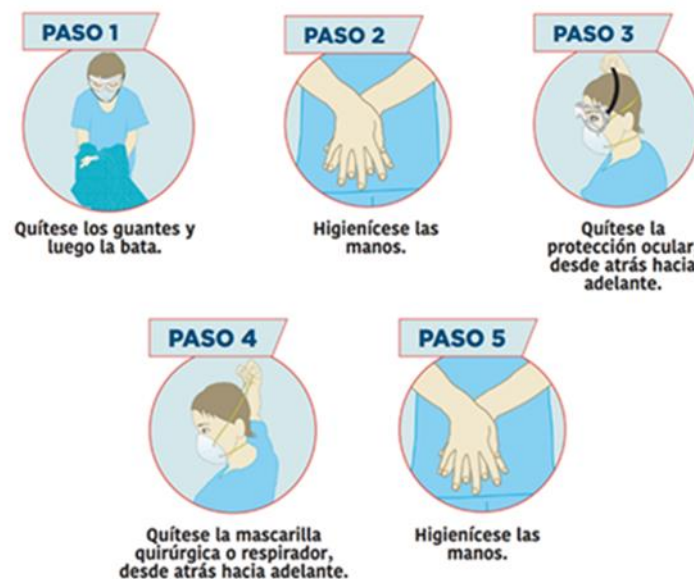 PASO 1
Quítese los guantes y
luego la bata.
PASO 2
Higienícese las
manos.
PASO 3
Quítese la
protección ocular
desde atrás hacia
adelante.
PASO 4
Quítese la mascarilla
quirúrgica o respirador,
desde atrás hacia adelante.
PASO 5
Higienícese las
manos.